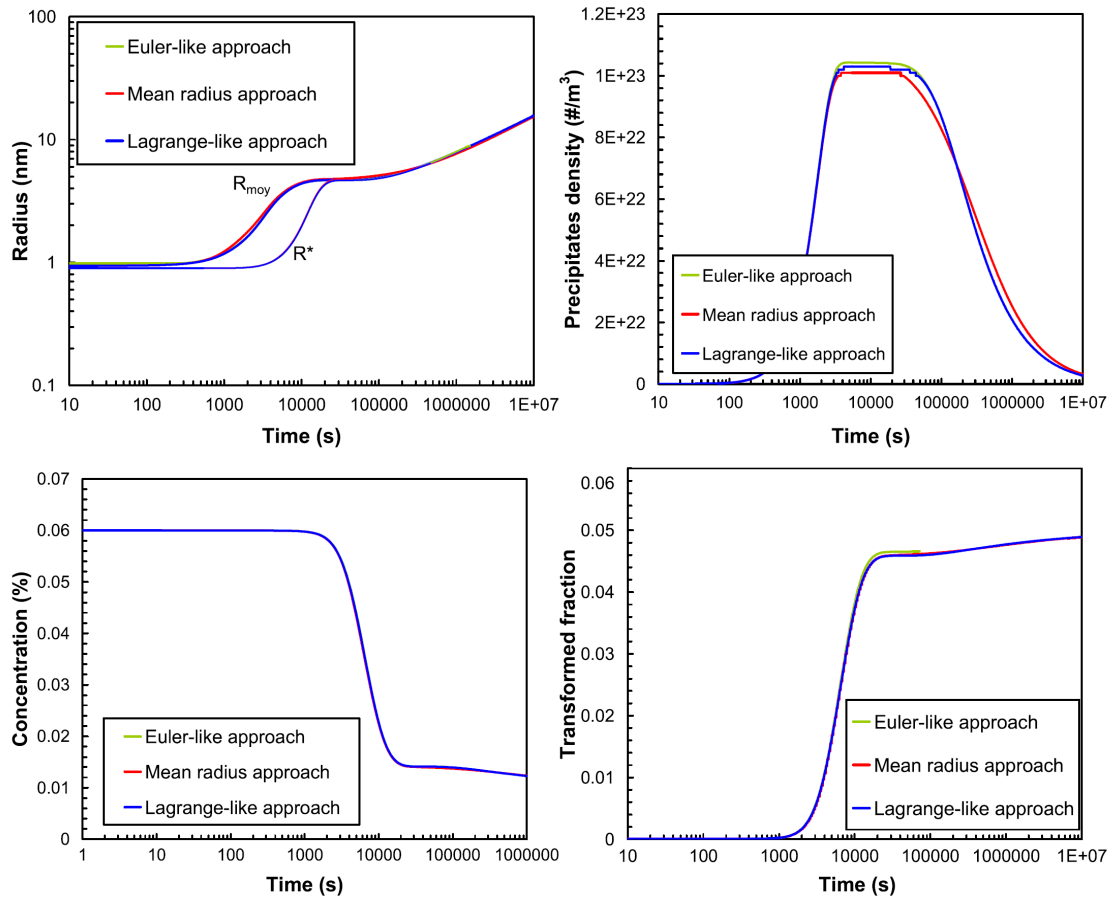 100
10
1
0.1
Radius (nm)
Euler-like approach
Mean radius approach
Lagrange-like approach
Rmoy
R*
10 100 1000 10000 100000 1000000 1E+07
Time (s)
1.2E+23
1E+23
8E+22
6E+22
4E+22
2E+22
0
Precipitates density (#/m³)
Euler-like approach
Mean radius approach
Lagrange-like approach
10 100 1000 10000 100000 1000000 1E+07
Time (s)
0.07
0.06
0.05
0.04
0.03
0.02
0.01
0
Concentration (%)
Euler-like approach
Mean radius approach
Lagrange-like approach
1 10 100 1000 10000 100000 1000000
Time (s)
0.06
0.05
0.04
0.03
0.02
0.01
0
Transformed fraction
Euler-like approach
Mean radius approach
Lagrange-like approach
10 100 1000 10000 100000 1000000 1E+07
Time (s)